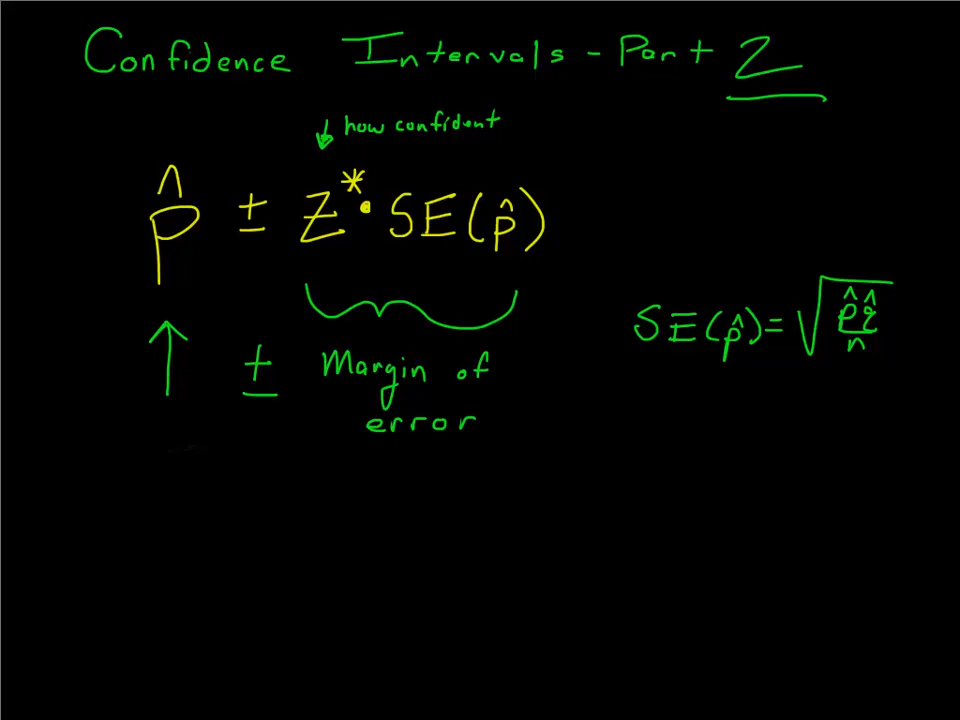 Confidence Intervals - Part 2
↓ how confident
p̂ ± Z* • SE(p̂)
SE(p̂) = √(p̂q̂/n)
± Margin of
error